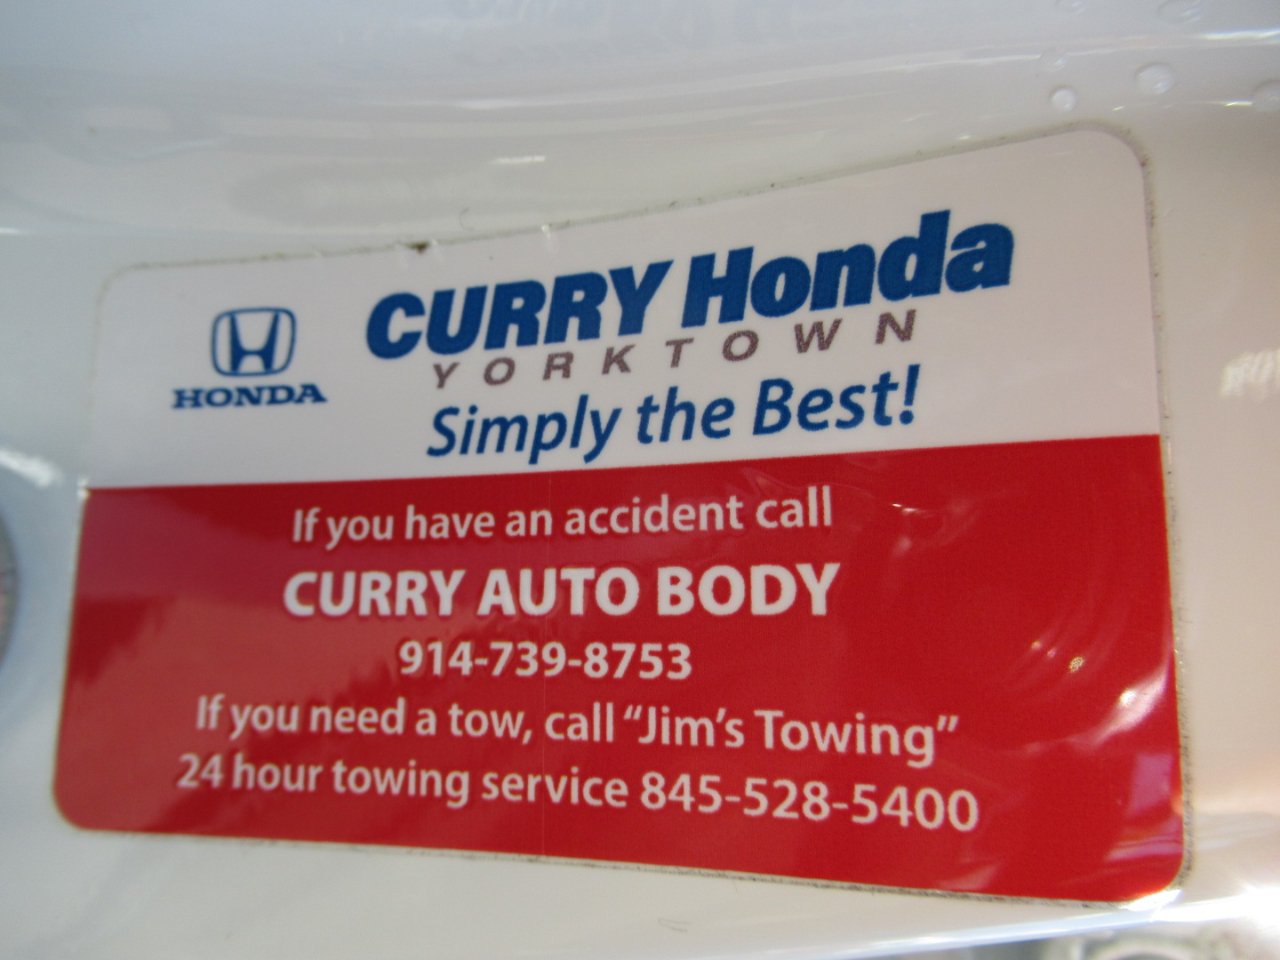 CURRY Honda
YORKTOWN
HONDA
Simply the Best!
If you have an accident call
CURRY AUTO BODY
914-739-8753
If you need a tow, call “Jim's Towing”
24 hour towing service 845-528-5400